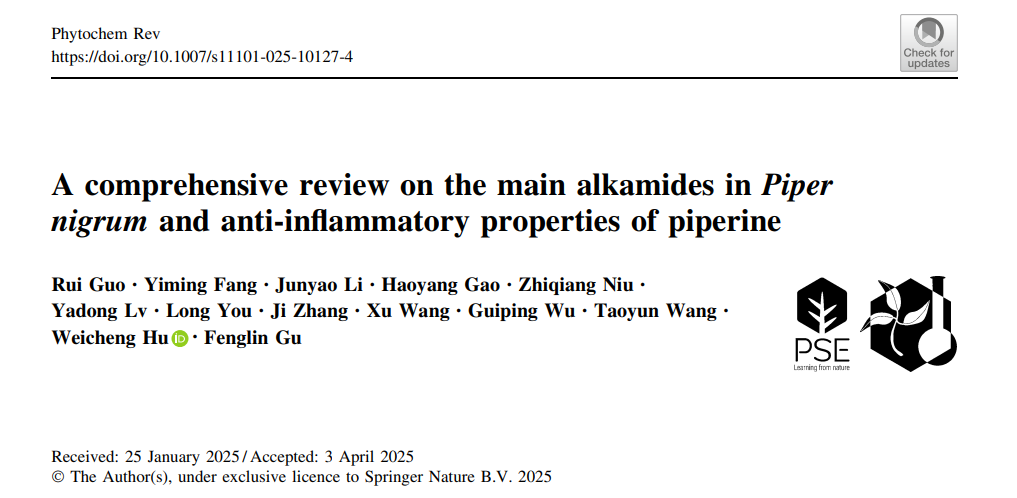 Phytochem Rev
https://doi.org/10.1007/s11101-025-10127-4
Check for
updates
A comprehensive review on the main alkamides in Piper
nigrum and anti-inflammatory properties of piperine
Rui Guo · Yiming Fang · Junyao Li · Haoyang Gao · Zhiqiang Niu ·
Yadong Lv · Long You · Ji Zhang · Xu Wang · Guiping Wu · Taoyun Wang ·
Weicheng Hu iD · Fenglin Gu
PSE
Learning from nature
Received: 25 January 2025 / Accepted: 3 April 2025
© The Author(s), under exclusive licence to Springer Nature B.V. 2025